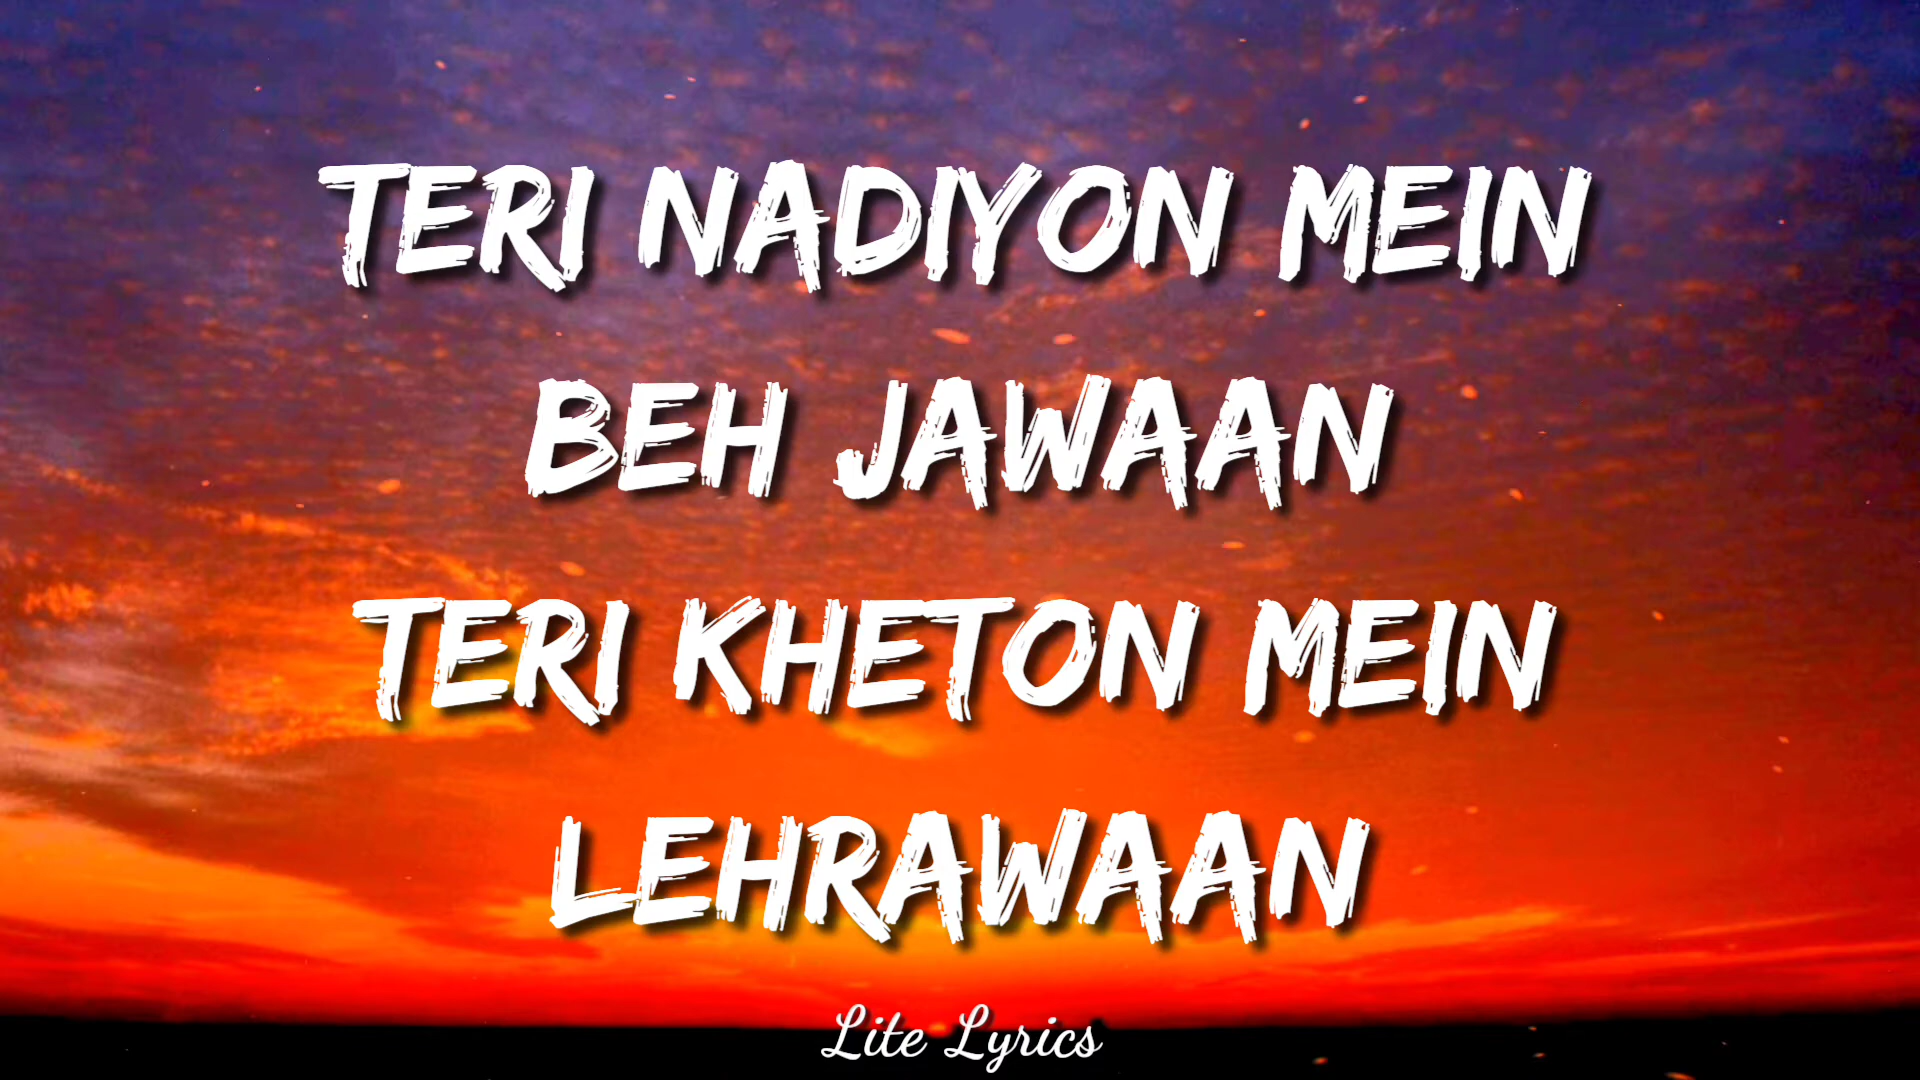 TERI NADIYON MEIN
BEH JAWAAN
TERI KHETON MEIN
LEHRAWAAN
Lite Lyrics